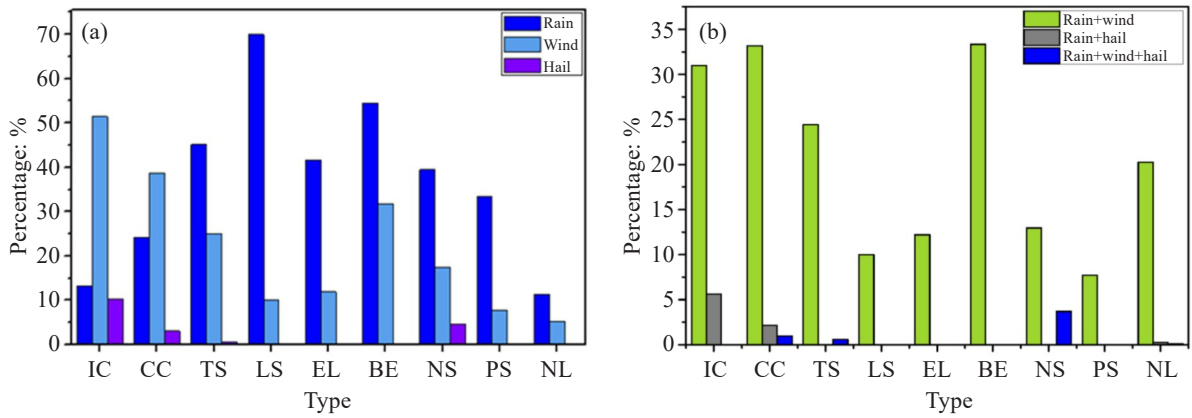 (a)
Rain
Wind
Hail
Percentage: %
70
60
50
40
30
20
10
0
IC CC TS LS EL BE NS PS NL
Type
(b)
Rain+wind
Rain+hail
Rain+wind+hail
Percentage: %
35
30
25
20
15
10
5
0
IC CC TS LS EL BE NS PS NL
Type